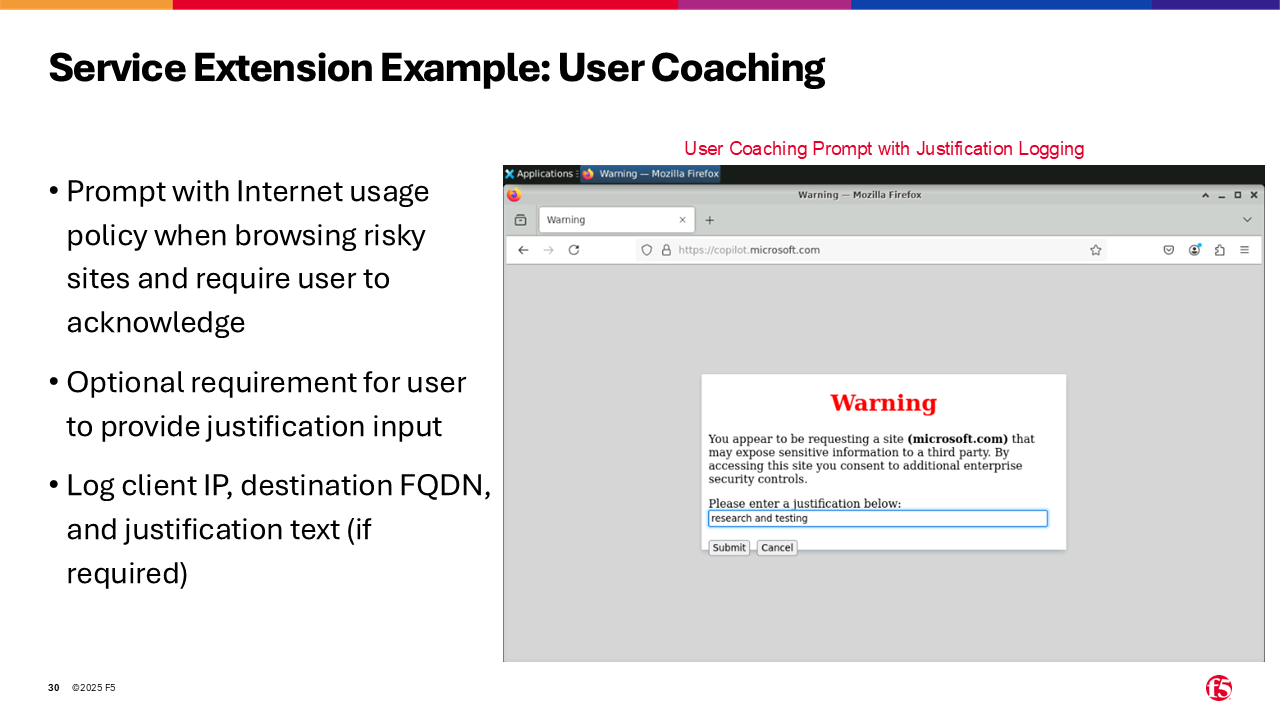 Service Extension Example: User Coaching
• Prompt with Internet usage
policy when browsing risky
sites and require user to
acknowledge
• Optional requirement for user
to provide justification input
• Log client IP, destination FQDN,
and justification text (if
required)
User Coaching Prompt with Justification Logging
Applications
Warning — Mozilla Firefox
Warning — Mozilla Firefox
Warning
https://copilot.microsoft.com
Warning
You appear to be requesting a site (microsoft.com) that
may expose sensitive information to a third party. By
accessing this site you consent to additional enterprise
security controls.
Please enter a justification below:
research and testing
Submit Cancel
30 ©2025 F5
f5